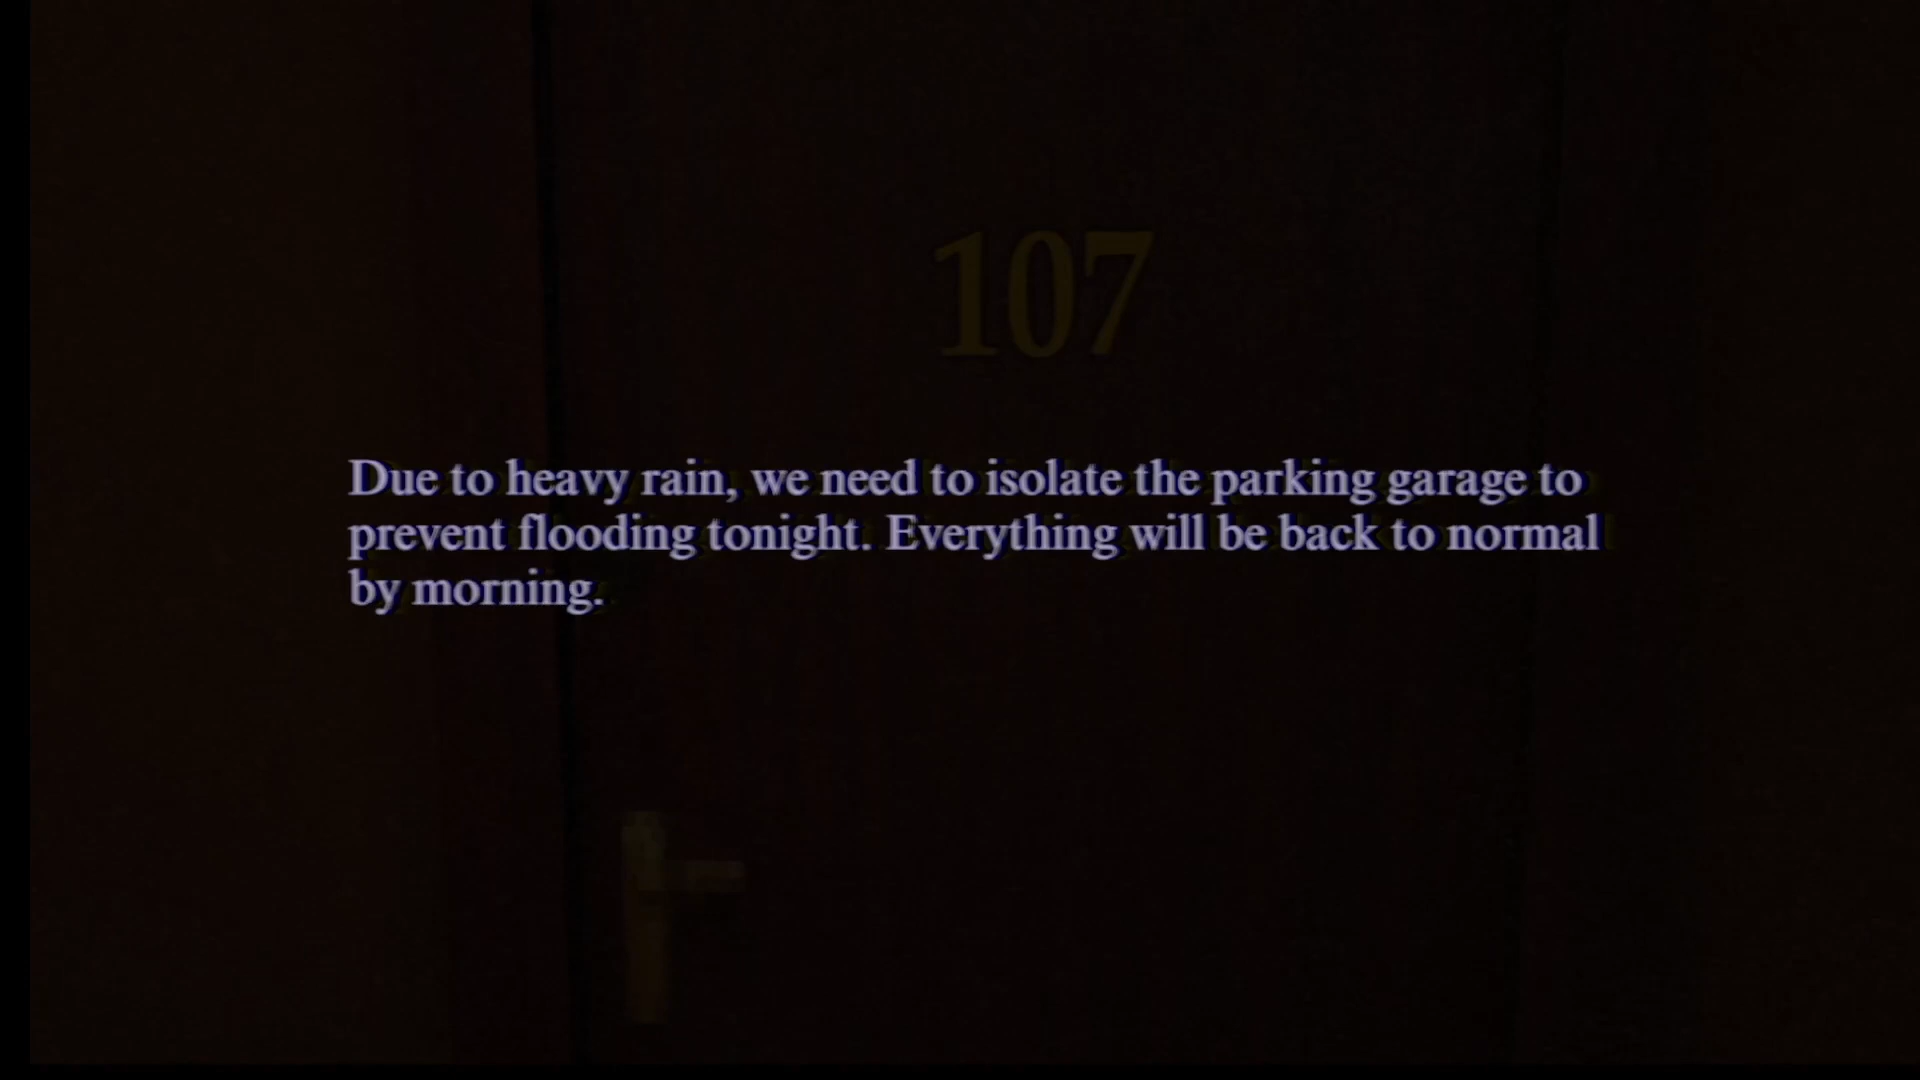 107
Due to heavy rain, we need to isolate the parking garage to
prevent flooding tonight. Everything will be back to normal
by morning.